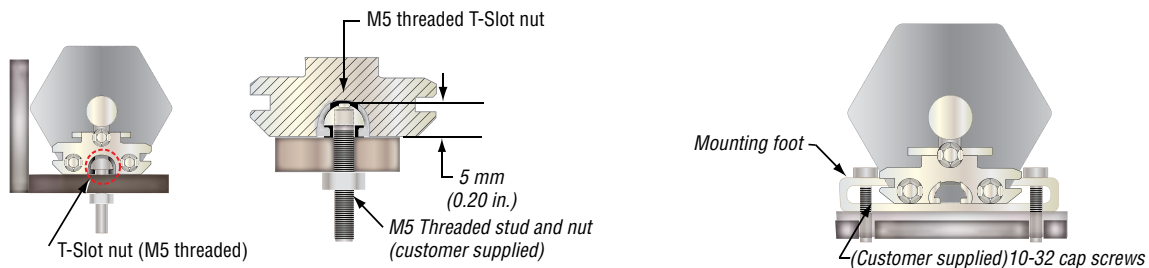 M5 threaded T-Slot nut
5 mm
(0.20 in.)
M5 Threaded stud and nut
(customer supplied)
T-Slot nut (M5 threaded)
Mounting foot
(Customer supplied)10-32 cap screws